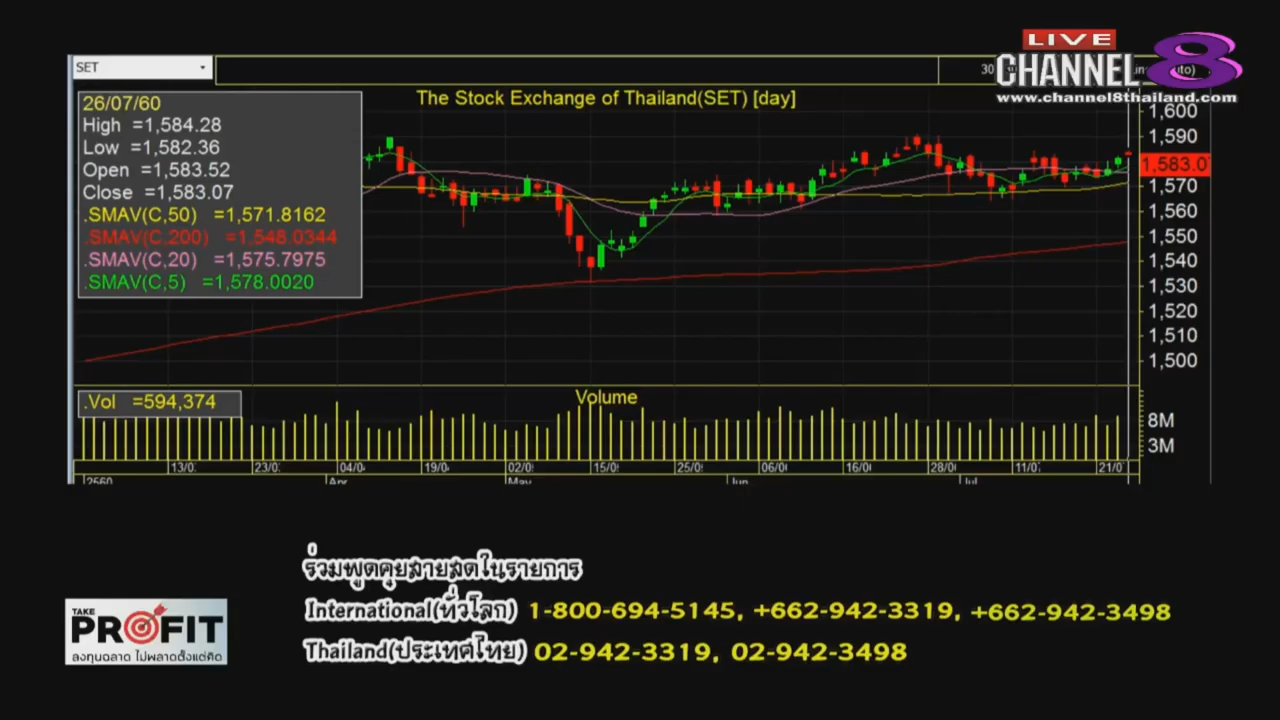 LIVE
CHANNEL 8
www.channel8thailand.com
SET
The Stock Exchange of Thailand(SET) [day]
26/07/60
High =1,584.28
Low =1,582.36
Open =1,583.52
Close =1,583.07
.SMAV(C,50) =1,571.8162
.SMAV(C,200) =1,548.0344
.SMAV(C,20) =1,575.7975
.SMAV(C,5) =1,578.0020
1,600
1,590
1,583.07
1,570
1,560
1,550
1,540
1,530
1,520
1,510
1,500
.Vol =594,374
Volume
8M
3M
13/0 23/0 04/0 19/0 02/0 15/0 25/0 06/0 16/0 28/0 11/0 21/0
2560 Apr May Jun Jul
ร่วมพูดคุยสายสดในรายการ
International(ทั่วโลก) 1-800-694-5145, +662-942-3319, +662-942-3498
Thailand(ประเทศไทย) 02-942-3319, 02-942-3498
TAKE
PROFIT
ลงทุนฉลาด ไม่พลาดตั้งแต่คิด